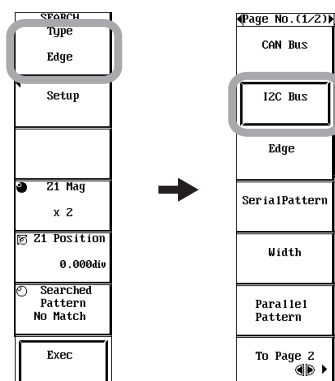 SEARCH
Type
Edge
Setup
Z1 Mag
x 2
Z1 Position
0.000div
Searched
Pattern
No Match
Exec
Page No.(1/2)
CAN Bus
I2C Bus
Edge
SerialPattern
Width
Parallel
Pattern
To Page 2